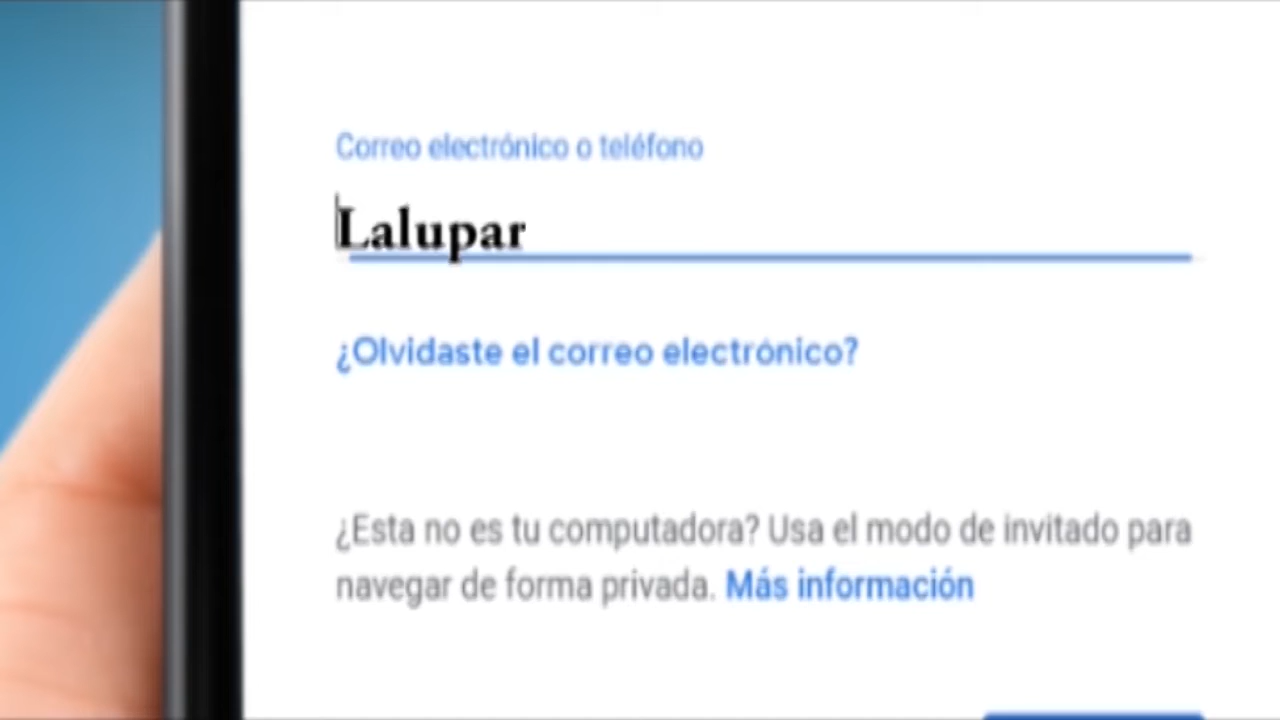 Correo electrónico o teléfono
Lalupar
¿Olvidaste el correo electrónico?
¿Esta no es tu computadora? Usa el modo de invitado para
navegar de forma privada. Más información